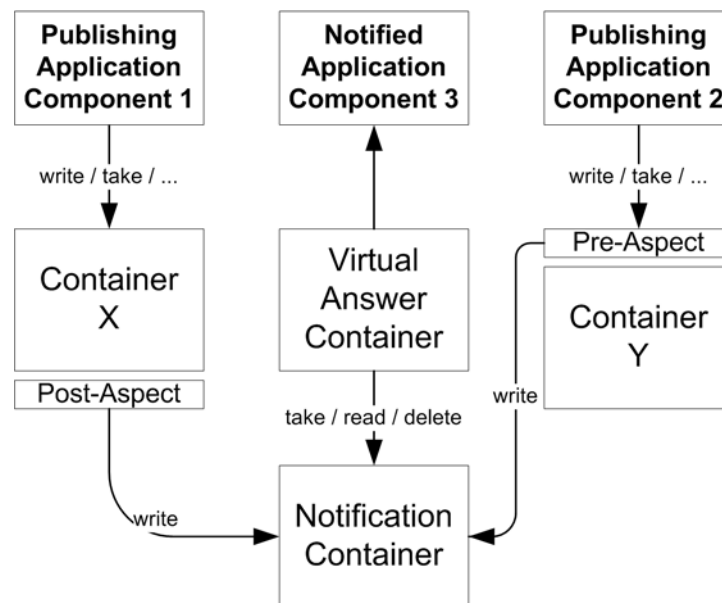 Publishing
Application
Component 1
Notified
Application
Component 3
Publishing
Application
Component 2
write / take / ...
write / take / ...
Container
X
Virtual
Answer
Container
Pre-Aspect
Container
Y
Post-Aspect
take / read / delete
write
write
Notification
Container